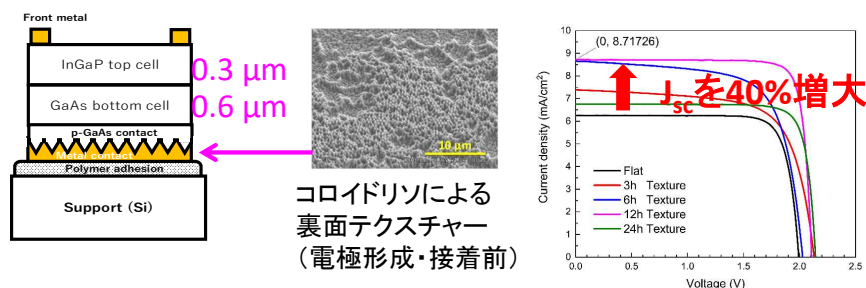 Front metal
InGaP top cell
0.3 µm
GaAs bottom cell
0.6 µm
p-GaAs contact
Metal contact
Polymer adhesion
Support (Si)
10 µm
コロイドリソによる
裏面テクスチャー
(電極形成・接着前)
(0, 8.71726)
Jscを40%増大
Current density (mA/cm²)
10
9
8
7
6
5
4
3
2
1
0
Flat
3h Texture
6h Texture
12h Texture
24h Texture
0.0 0.5 1.0 1.5 2.0 2.5
Voltage (V)